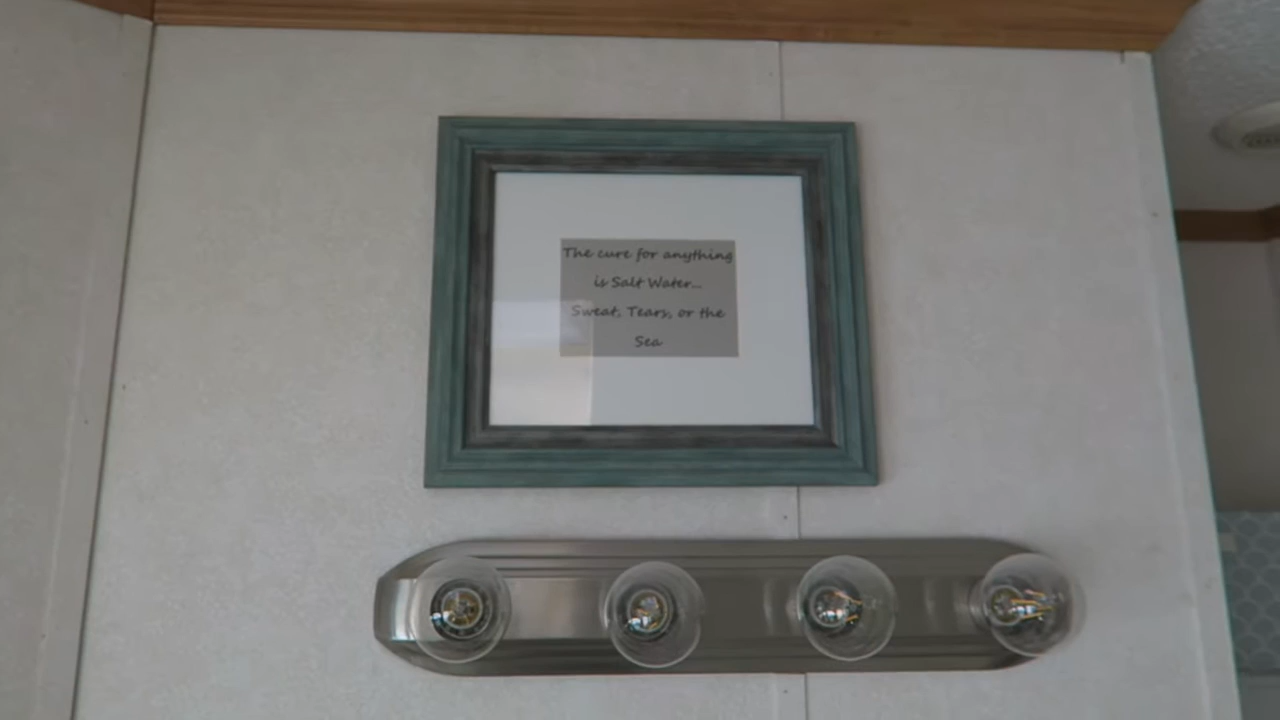 The cure for anything
is Salt Water...
Sweat, Tears, or the
Sea